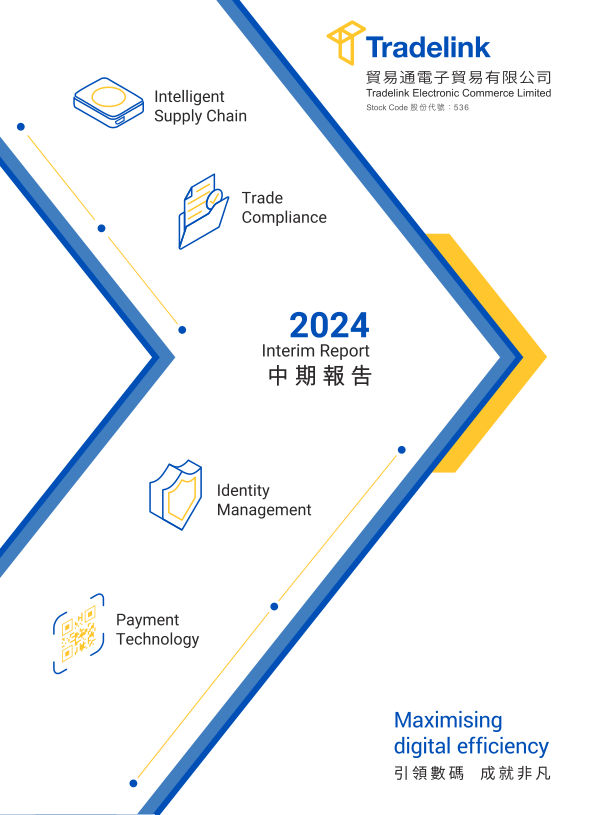 Tradelink
貿易通電子貿易有限公司
Tradelink Electronic Commerce Limited
Stock Code 股份代號：536
Intelligent
Supply Chain
Trade
Compliance
2024
Interim Report
中期報告
Identity
Management
Payment
Technology
Maximising
digital efficiency
引領數碼 成就非凡